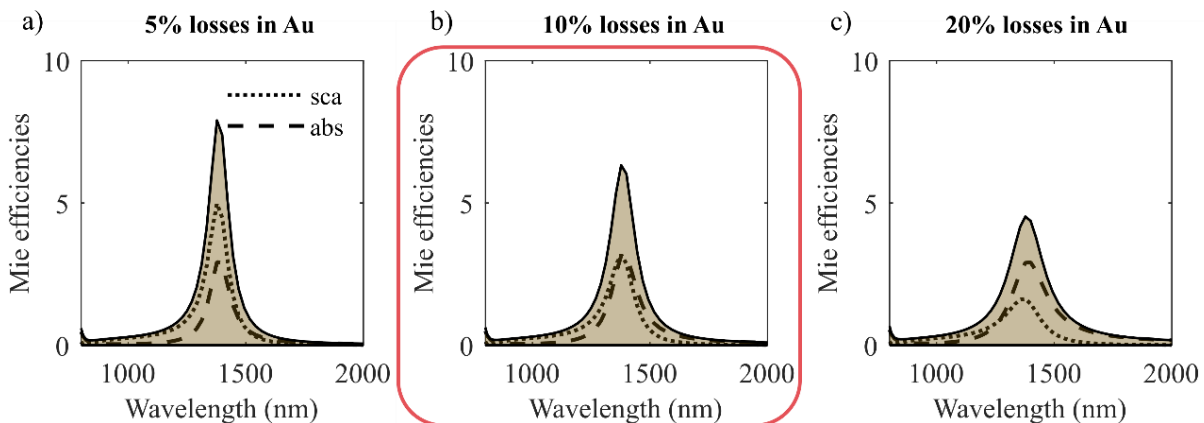 a) 5% losses in Au
10
5
0
Mie efficiencies
sca
abs
1000 1500 2000
Wavelength (nm)
b) 10% losses in Au
10
5
0
Mie efficiencies
1000 1500 2000
Wavelength (nm)
c) 20% losses in Au
10
5
0
Mie efficiencies
1000 1500 2000
Wavelength (nm)